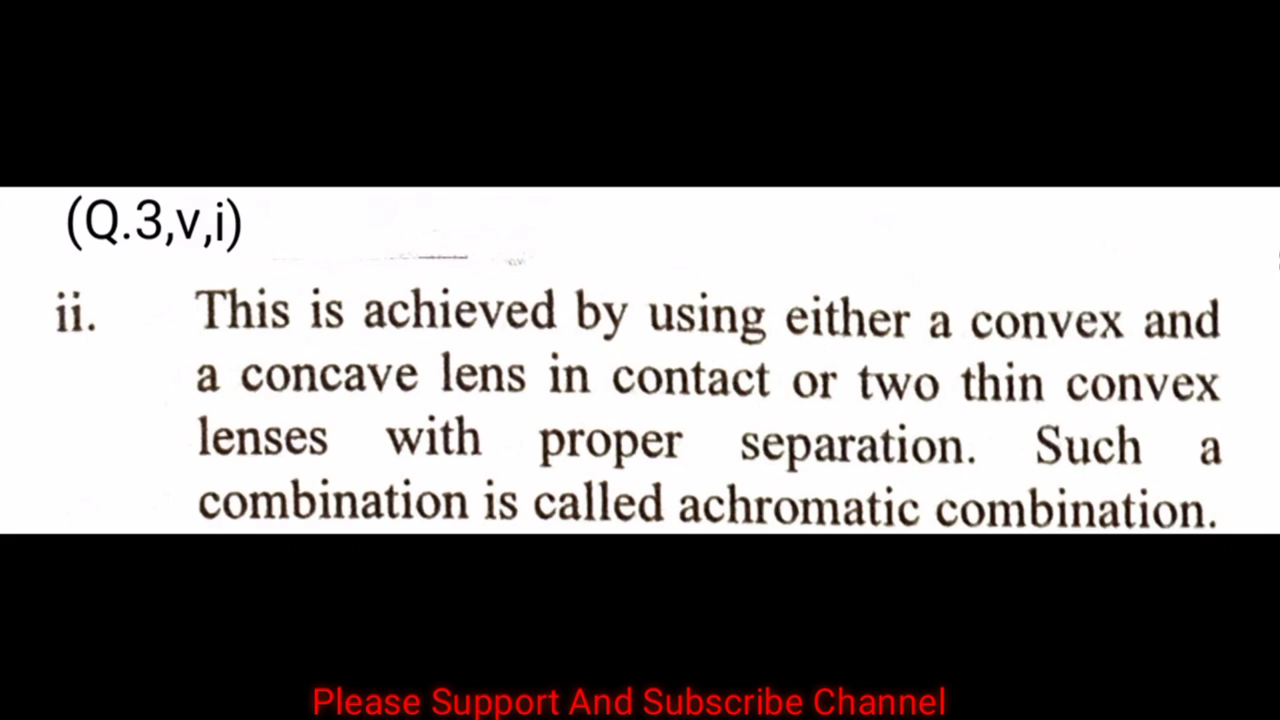 (Q.3,v,i)
ii. This is achieved by using either a convex and
a concave lens in contact or two thin convex
lenses with proper separation. Such a
combination is called achromatic combination.
Please Support And Subscribe Channel